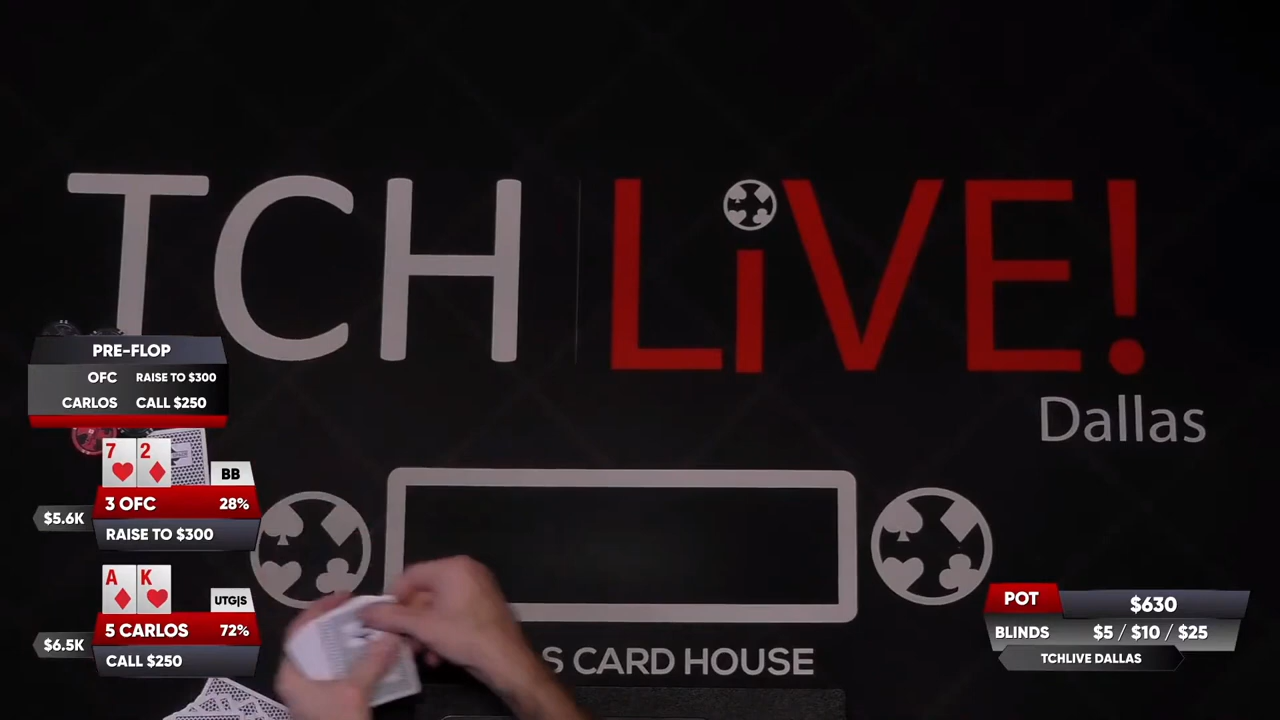 TCH LiVE!
Dallas
PRE-FLOP
OFC RAISE TO $300
CARLOS CALL $250
7 2 BB
3 OFC 28%
$5.6K
RAISE TO $300
A K UTG|S
5 CARLOS 72%
$6.5K
CALL $250
S CARD HOUSE
POT $630
BLINDS $5 / $10 / $25
TCHLIVE DALLAS